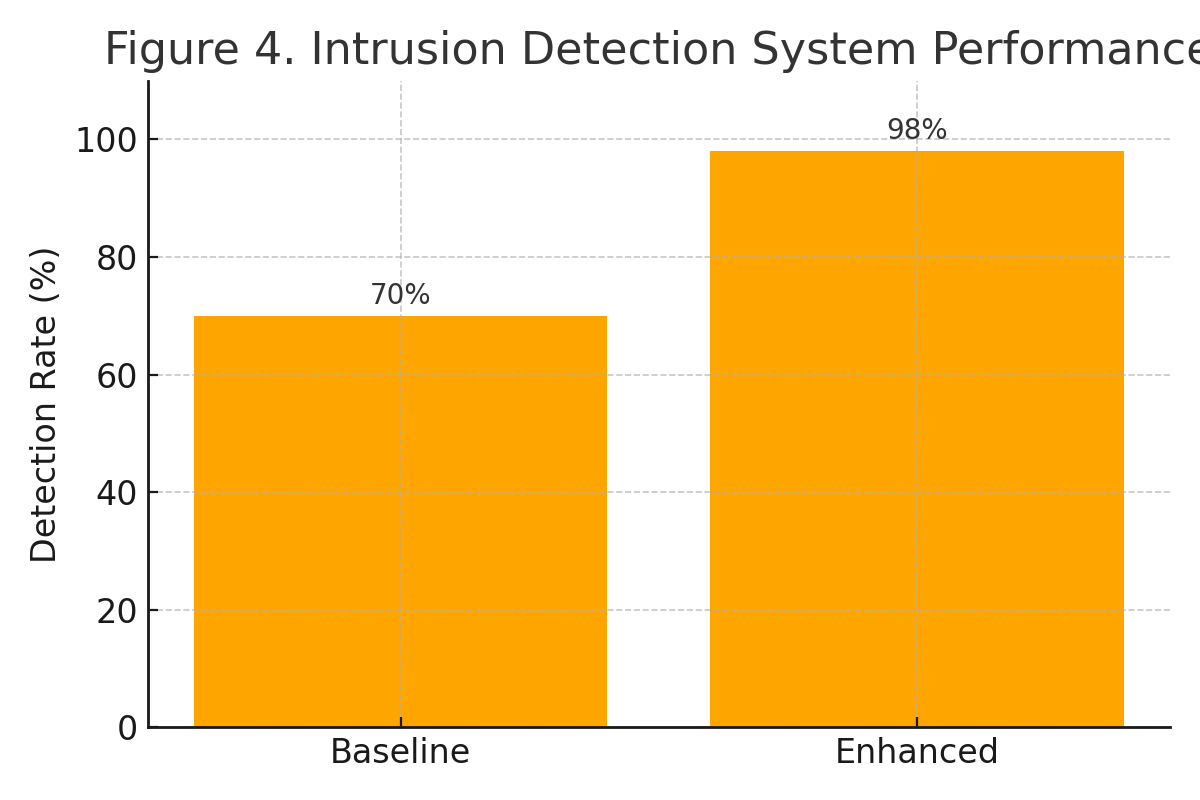 Figure 4. Intrusion Detection System Performance
100
80
60
40
20
0
Detection Rate (%)
70%
98%
Baseline
Enhanced